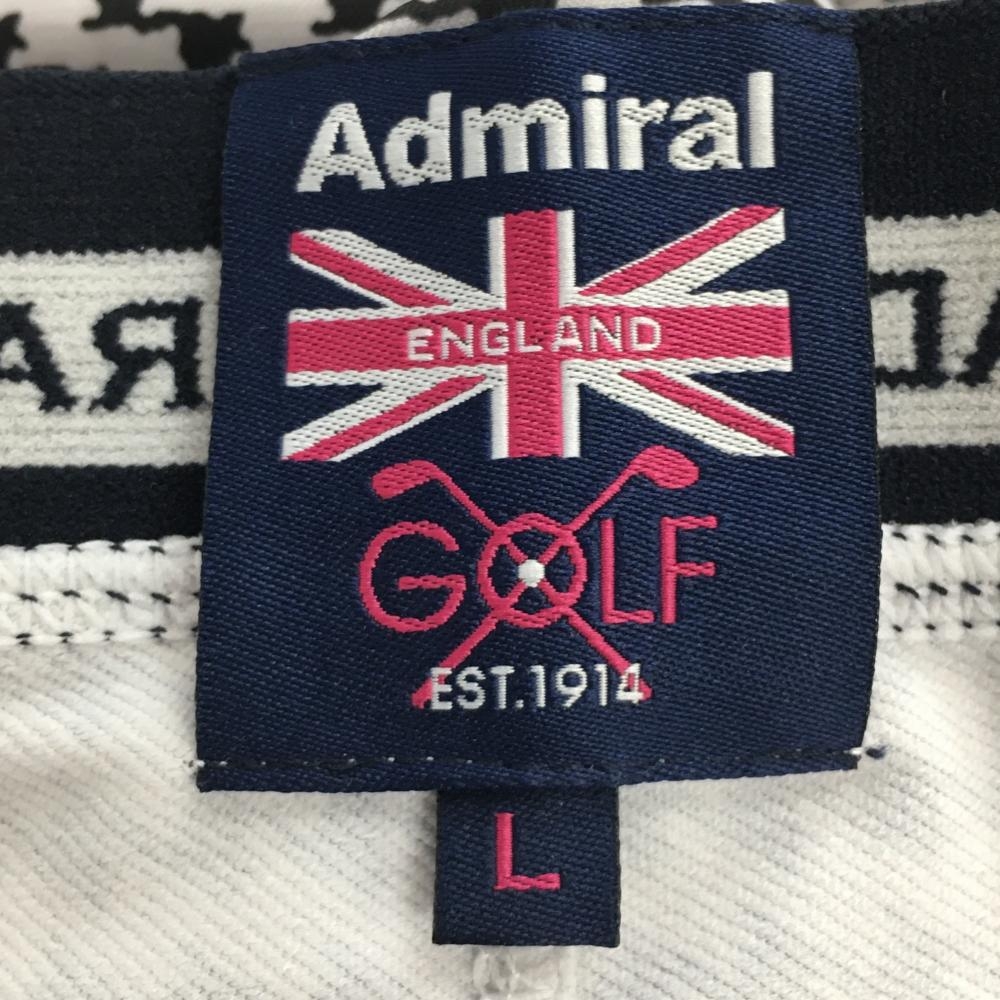 Admiral
ENGLAND
GOLF
EST.1914
L